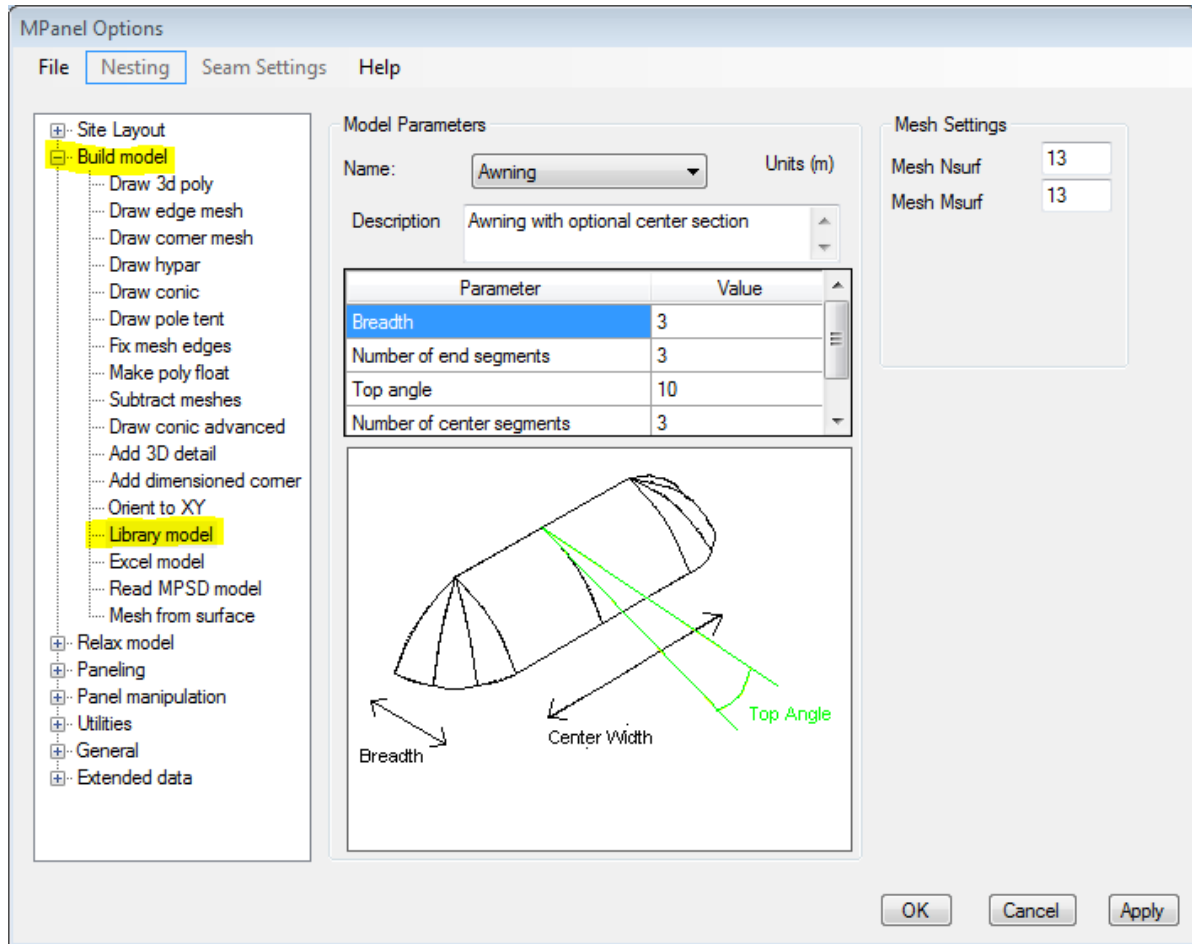 MPanel Options
File Nesting Seam Settings Help
Site Layout
Build model
Draw 3d poly
Draw edge mesh
Draw corner mesh
Draw hypar
Draw conic
Draw pole tent
Fix mesh edges
Make poly float
Subtract meshes
Draw conic advanced
Add 3D detail
Add dimensioned corner
Orient to XY
Library model
Excel model
Read MPSD model
Mesh from surface
Relax model
Paneling
Panel manipulation
Utilities
General
Extended data
Model Parameters
Name: Awning Units (m)
Description Awning with optional center section
Parameter Value
Breadth 3
Number of end segments 3
Top angle 10
Number of center segments 3
Top Angle
Center Width
Breadth
Mesh Settings
Mesh Nsurf 13
Mesh Msurf 13
OK Cancel Apply